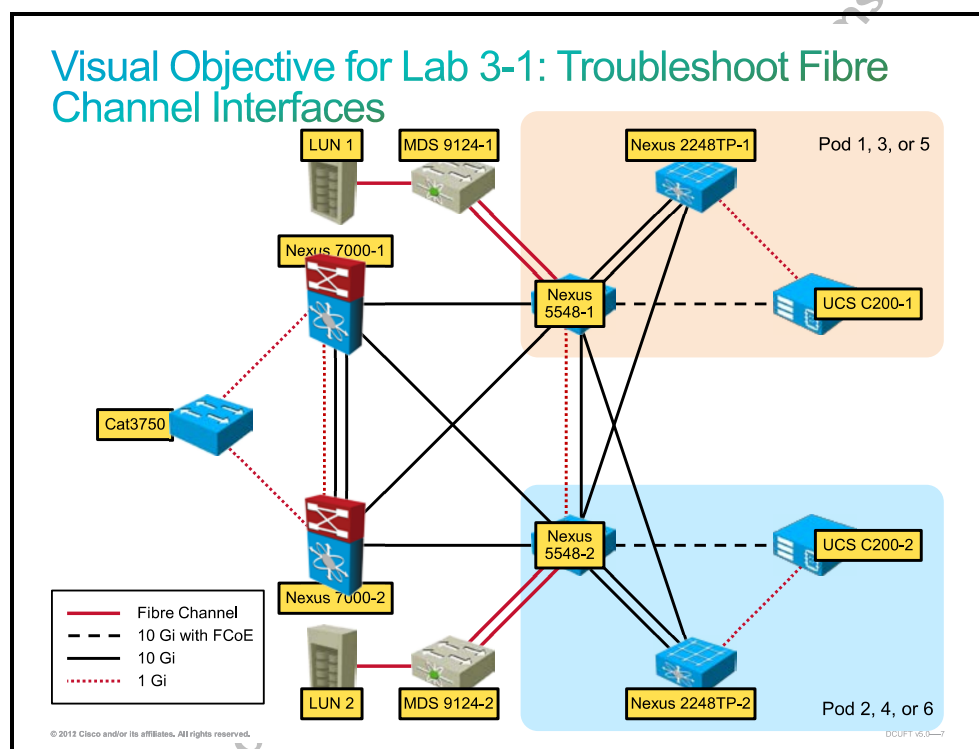 Visual Objective for Lab 3-1: Troubleshoot Fibre
Channel Interfaces
LUN 1
MDS 9124-1
Nexus 2248TP-1
Pod 1, 3, or 5
Nexus 7000-1
Nexus
5548-1
UCS C200-1
Cat3750
Nexus
5548-2
UCS C200-2
Nexus 7000-2
Fibre Channel
10 Gi with FCoE
10 Gi
1 Gi
LUN 2
MDS 9124-2
Nexus 2248TP-2
Pod 2, 4, or 6
© 2012 Cisco and/or its affiliates. All rights reserved.
DCUFT v5.0—7